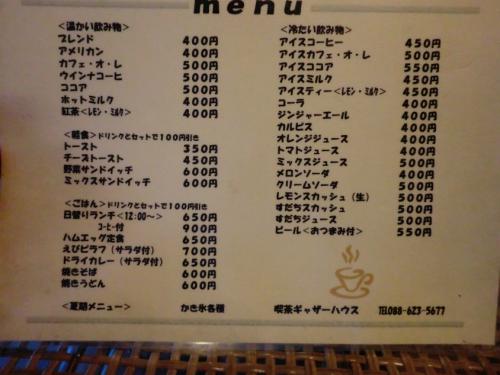 menu
<温かい飲み物>
ブレンド 400円
アメリカン 400円
カフェ・オ・レ 500円
ウインナコーヒ 500円
ココア 500円
ホットミルク 400円
紅茶<レモン・ミルク> 400円
<軽食>ドリンクとセットで100円引き
トースト 350円
チーストースト 450円
野菜サンドイッチ 600円
ミックスサンドイッチ 600円
<ごはん>ドリンクとセットで100円引き
日替りランチ<12:00〜> 650円
コーヒー付 900円
ハムエッグ定食 650円
えびピラフ(サラダ付) 700円
ドライカレー(サラダ付) 650円
焼きそば 600円
焼きうどん 600円
<夏期メニュー> かき氷各種
<冷たい飲み物>
アイスコーヒー 450円
アイスカフェ・オ・レ 500円
アイスココア 550円
アイスミルク 450円
アイスティー<レモン・ミルク> 450円
コーラ 400円
ジンジャーエール 400円
カルピス 400円
オレンジジュース 400円
トマトジュース 400円
ミックスジュース 500円
メロンソーダ 400円
クリームソーダ 500円
レモンスカッシュ(生) 500円
すだちスカッシュ 500円
すだちジュース 500円
ビール<おつまみ付> 550円
喫茶ギャザーハウス TEL088-623-5677